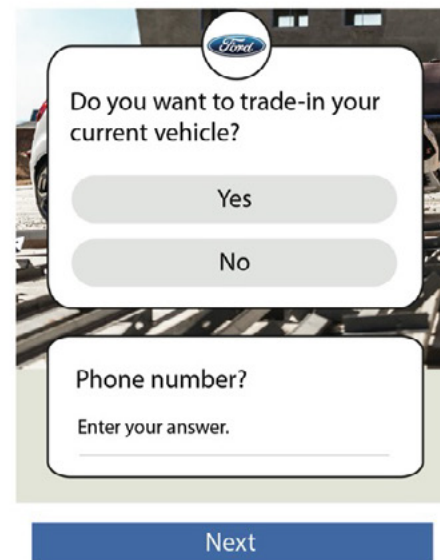 Ford
Do you want to trade-in your
current vehicle?
Yes
No
Phone number?
Enter your answer.
Next